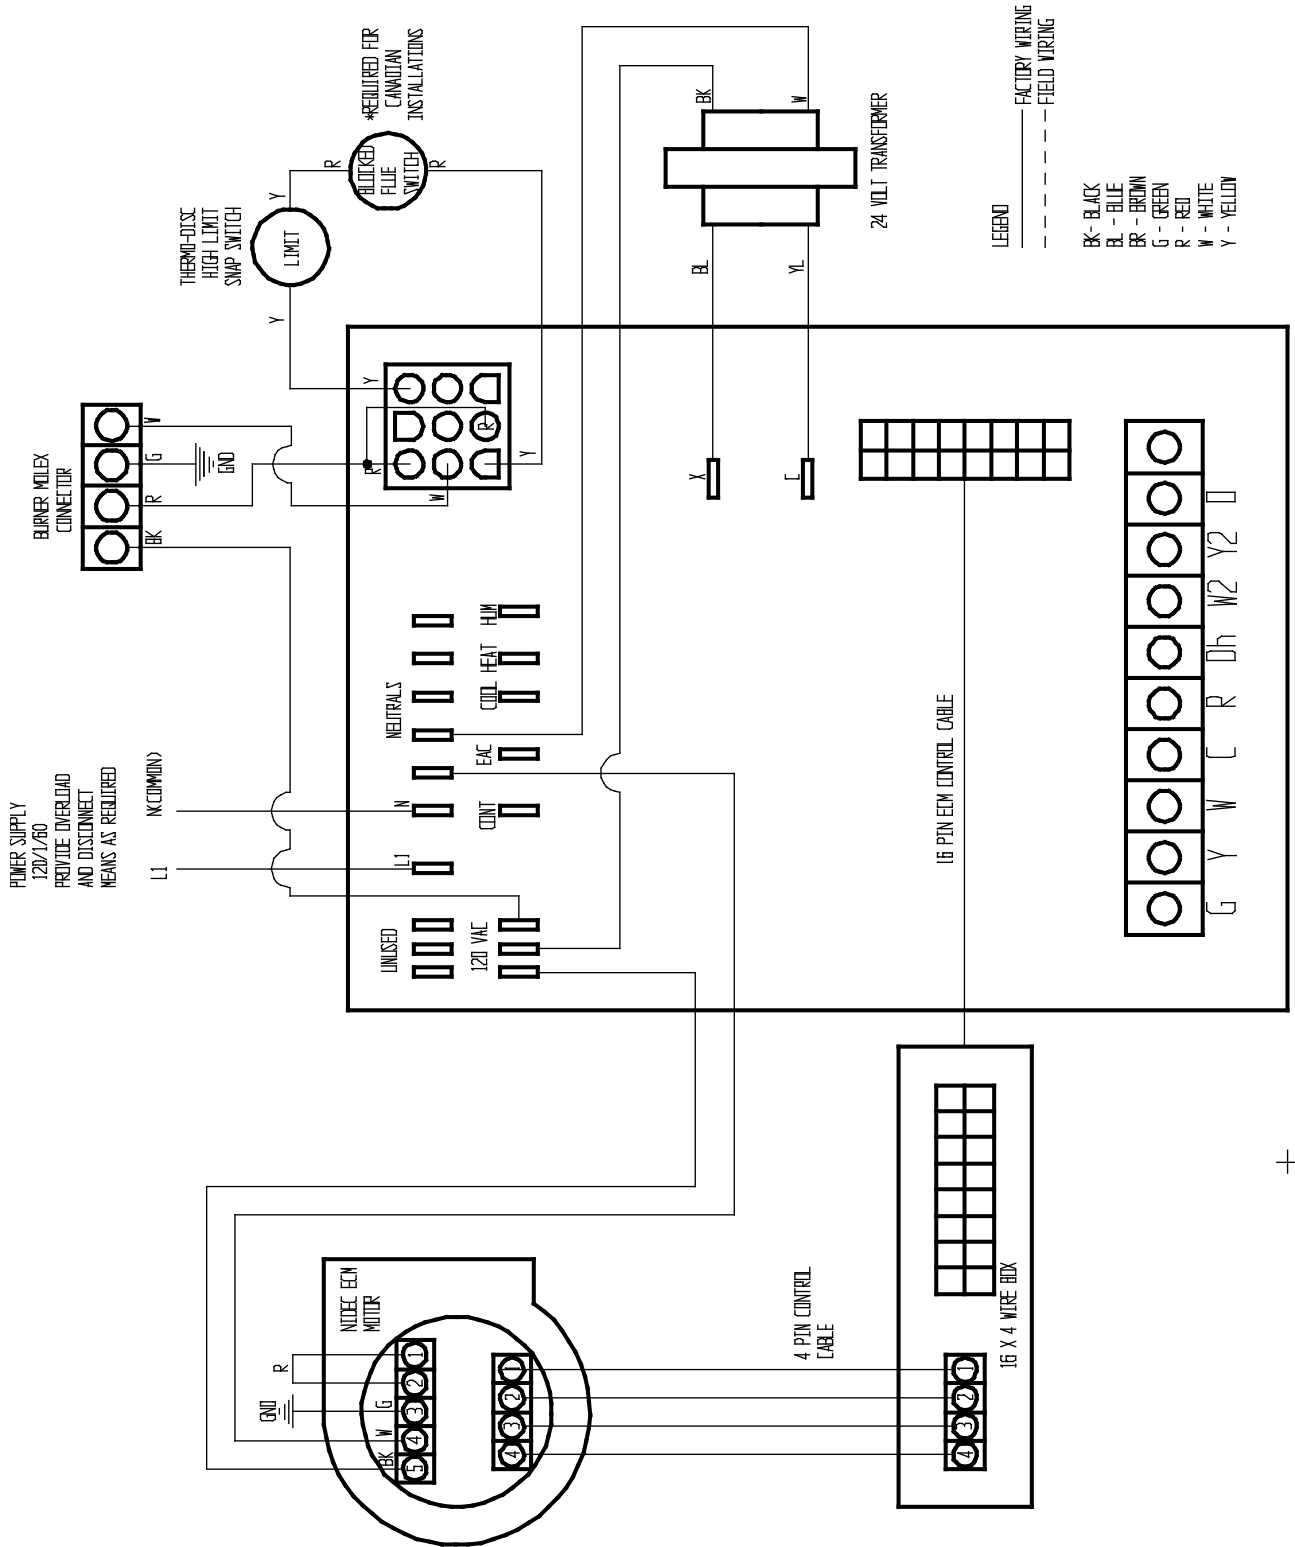 POWER SUPPLY
120/1/60
PROVIDE OVERLOAD
AND DISCONNECT
MEANS AS REQUIRED
L1
N(COMMON)
BURNER MOLEX
CONNECTOR
BK
R
G
W
GND
THERMO-DISC
HIGH LIMIT
SNAP SWITCH
Y
LIMIT
Y
R
BLOCKED
FLUE
SWITCH
R
*REQUIRED FOR
CANADIAN
INSTALLATIONS
Y
R
R
W
Y
UNUSED
L1
N
NEUTRALS
120 VAC
CONT
EAC
COOL
HEAT
HUM
BK
W
BL
YL
24 VOLT TRANSFORMER
X
C
LEGEND
FACTORY WIRING
FIELD WIRING
BK- BLACK
BL - BLUE
BR - BROWN
G - GREEN
R - RED
W - WHITE
Y - YELLOW
16 PIN ECM CONTROL CABLE
G
Y
W
C
R
Dh
W2
Y2
O
NIDEC ECM
MOTOR
GND
R
BK
W
G
5
4
3
2
1
4
3
2
1
4 PIN CONTROL
CABLE
4
3
2
1
16 X 4 WIRE BOX